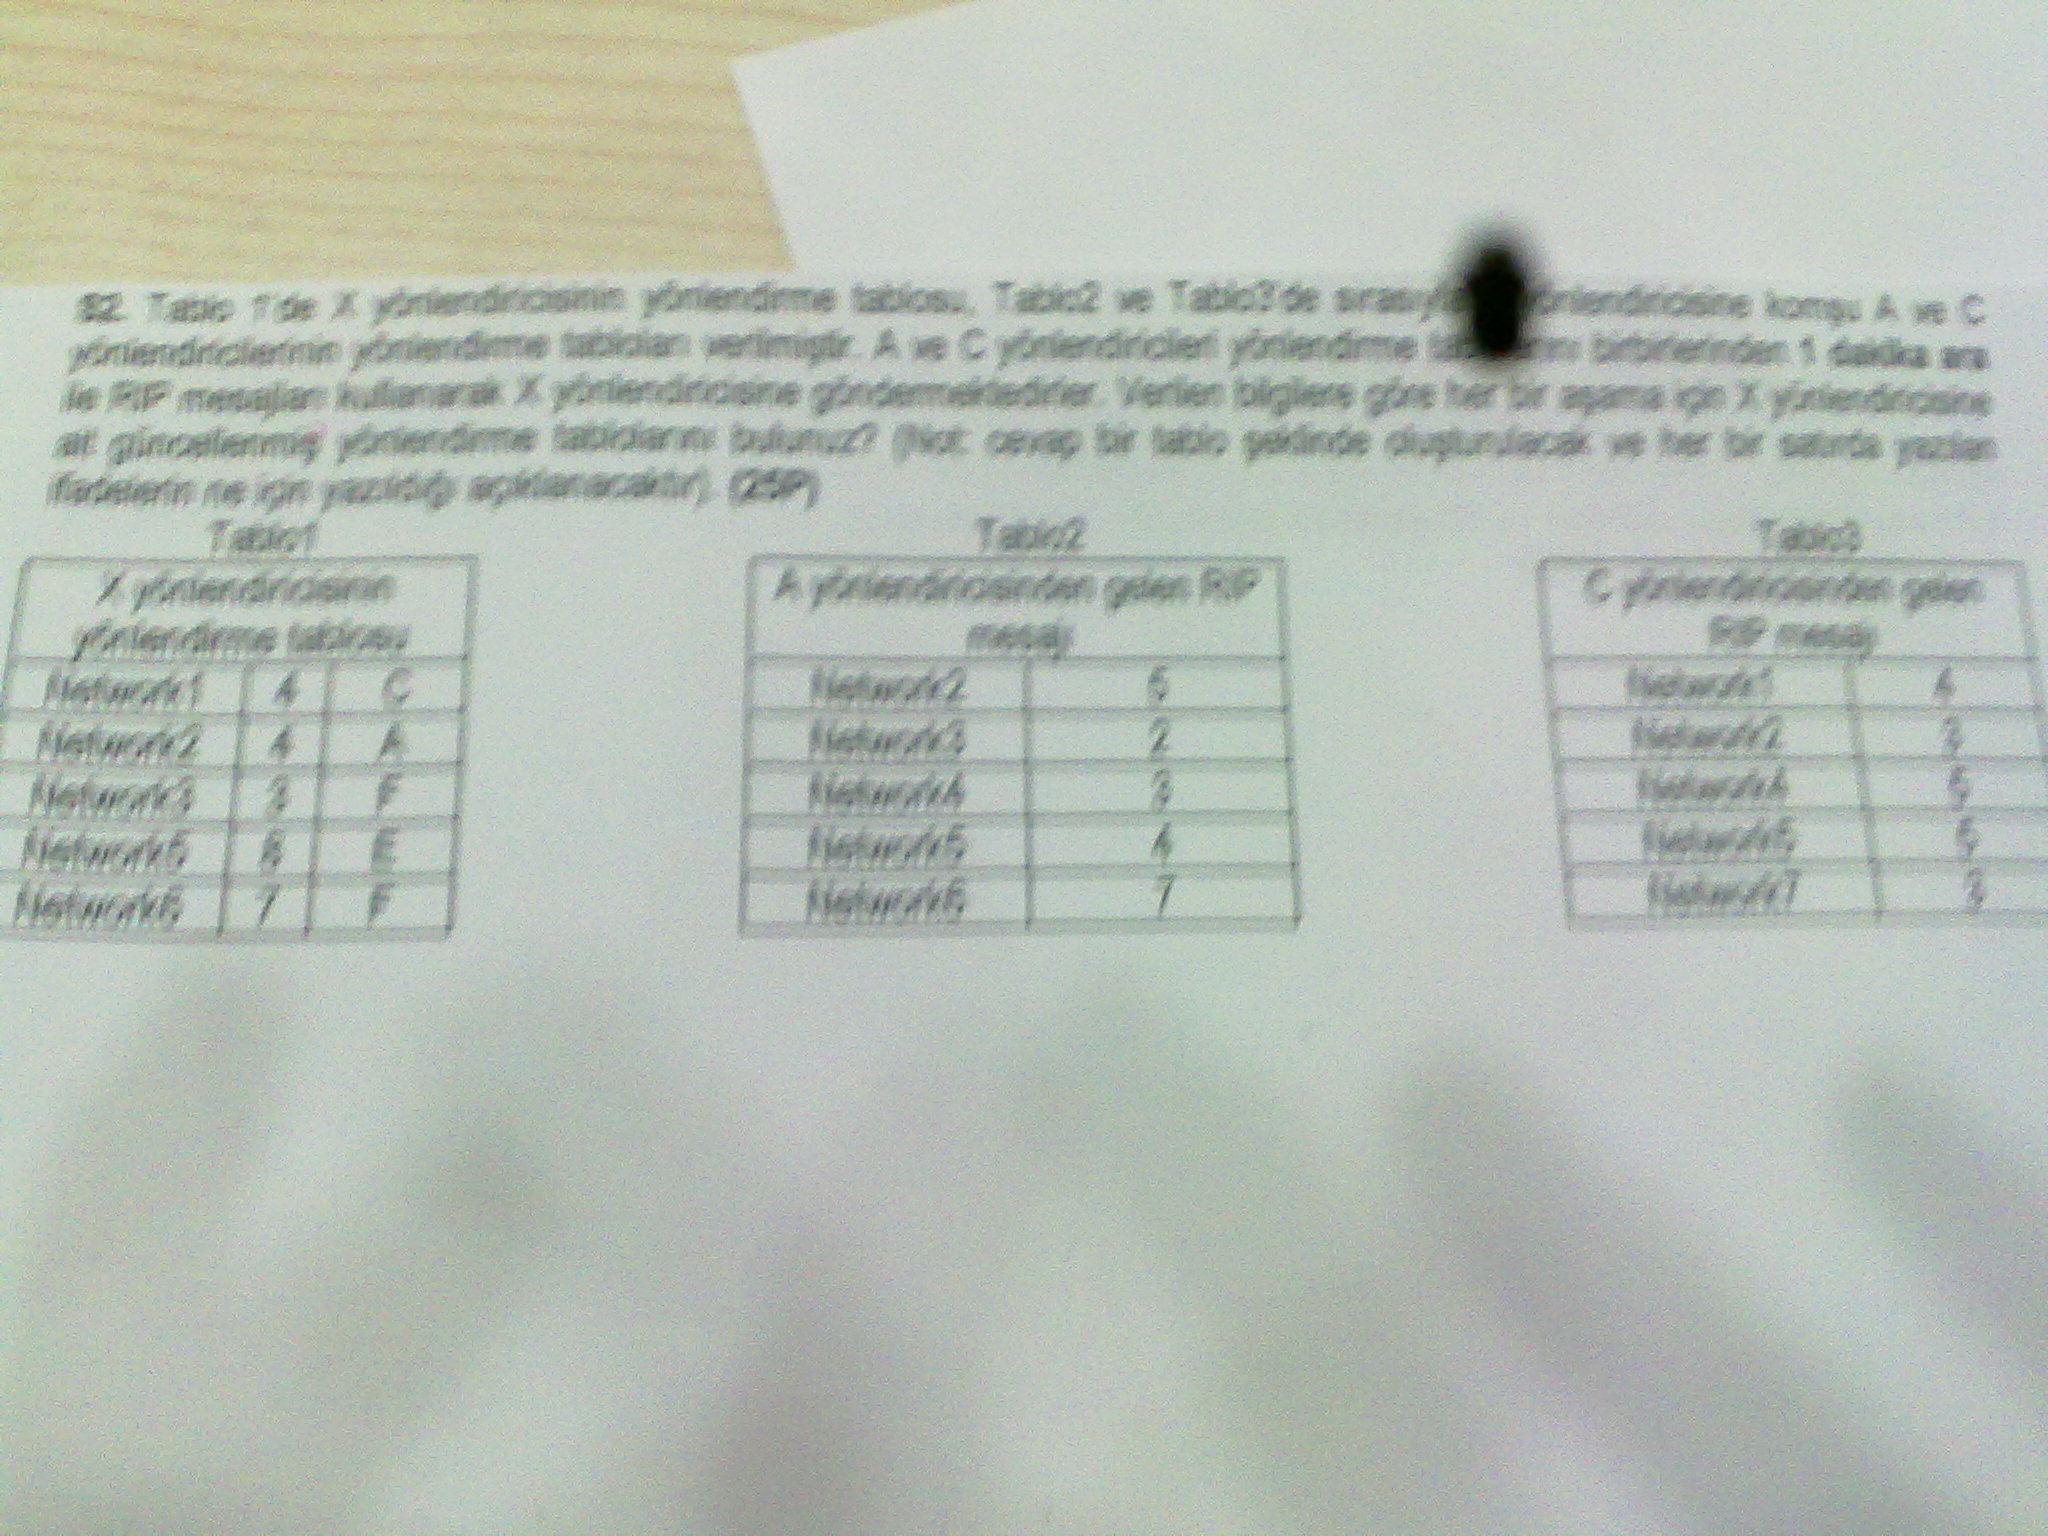 S2. Tablo 1'de X yönlendiricisinin yönlendirme tablosu, Tablo2 ve Tablo3'de yönlendiricisine komşu A ve C
yönlendiricilerinin yönlendirme tabloları verilmiştir. A ve C yönlendiricileri yönlendirme birbirlerinden 1 dakika ara
ile RIP mesajları kullanarak X yönlendiricisine göndermektedirler. Verilen bilgilere göre her bir aşama için X yönlendiricisine
ait güncellenmiş yönlendirme tablolarını bulunuz? (Not: cevap bir tablo şeklinde oluşturulacak ve her bir satırda yazılan
ifadelerin ne için yazıldığı açıklanacaktır). (25P)
Tablo1
X yönlendiricisinin
yönlendirme tablosu
Network1 4 C
Network2 4 A
Network3 3 F
Network5 8 E
Network6 7 F
Tablo2
A yönlendiricisinden gelen RIP
mesajı
Network2 5
Network3 2
Network4 3
Network5 4
Network6 7
Tablo3
C yönlendiricisinden gelen
RIP mesajı
Network1 4
Network2 3
Network4 5
Network5 5
Network7 3